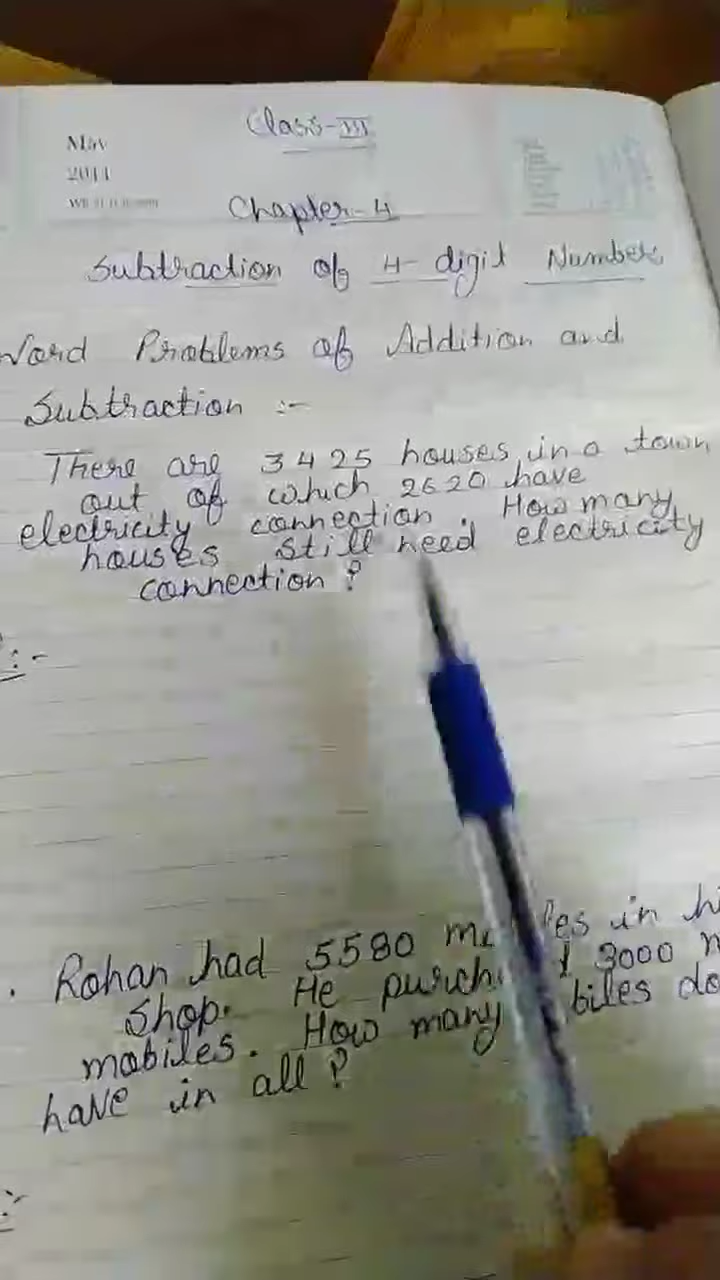 Class-III
May
2011
Chapter-4
Subtraction of 4-digit Number
Word Problems of Addition and
Subtraction :-
There are 3425 houses in a town
out of which 2620 have
electricity connection. How many
houses still need electricity
connection?
:-
. Rohan had 5580 in
Shop. He 3000
mobiles. How many
have in all?
:-